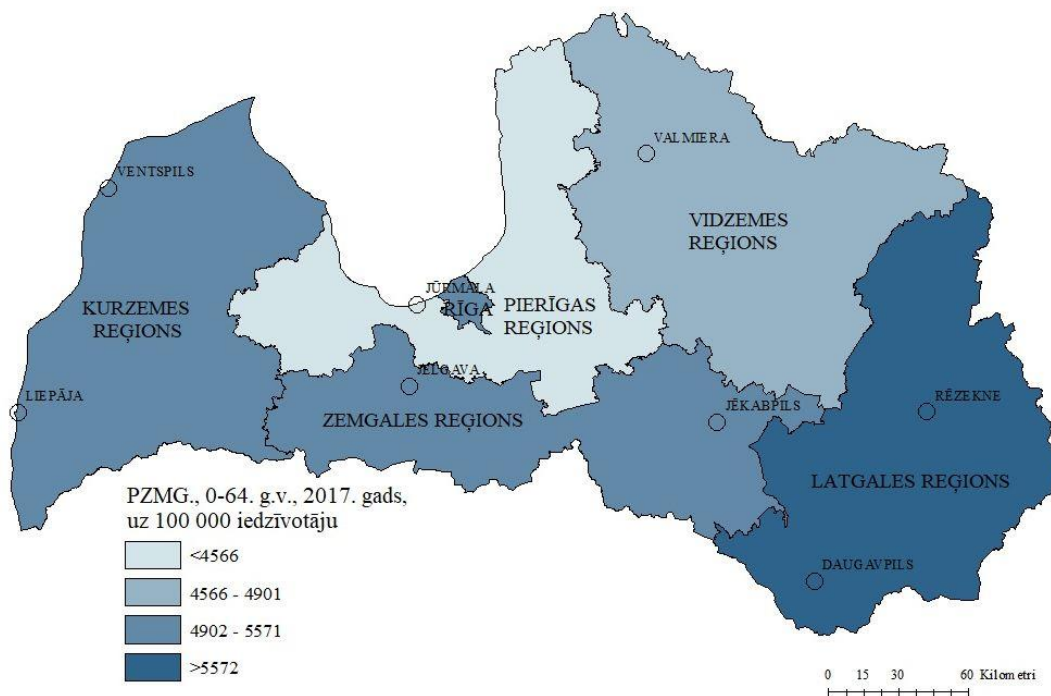 VENTSPILS
VALMIERA
VIDZEMES
REĢIONS
JŪRMALA
RĪGA
PIERĪGAS
REĢIONS
KURZEMES
REĢIONS
LIEPĀJA
JELGAVA
ZEMGALES REĢIONS
JĒKABPILS
RĒZEKNE
LATGALES REĢIONS
DAUGAVPILS
PZMG., 0-64. g.v., 2017. gads,
uz 100 000 iedzīvotāju
<4566
4566 - 4901
4902 - 5571
>5572
0 15 30 60 Kilometri